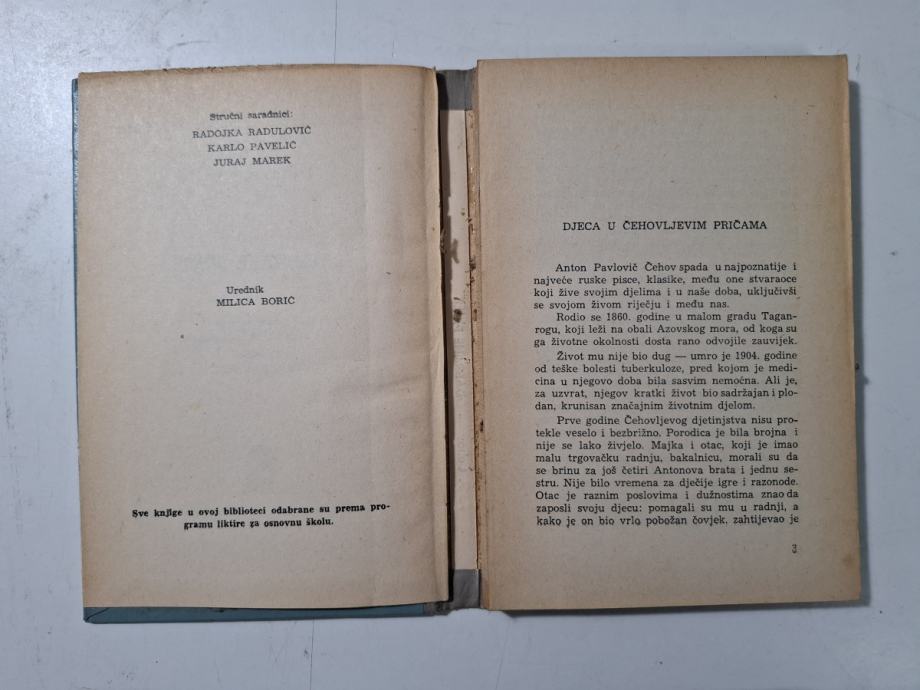 Stručni saradnici:
RADOJKA RADULOVIĆ
KARLO PAVELIĆ
JURAJ MAREK
Urednik
MILICA BORIĆ
Sve knjige u ovoj biblioteci odabrane su prema pro-
gramu liktire za osnovnu školu.
DJECA U ČEHOVLJEVIM PRIČAMA
Anton Pavlovič Čehov spada u najpoznatije i
najveće ruske pisce, klasike, među one stvaraoce
koji žive svojim djelima i u naše doba, uključivši
se svojom živom riječju i među nas.
Rodio se 1860. godine u malom gradu Tagan-
rogu, koji leži na obali Azovskog mora, od koga su
ga životne okolnosti dosta rano odvojile zauvijek.
Život mu nije bio dug — umro je 1904. godine
od teške bolesti tuberkuloze, pred kojom je medi-
cina u njegovo doba bila sasvim nemoćna. Ali je,
za uzvrat, njegov kratki život bio sadržajan i plo-
dan, krunisan značajnim životnim djelom.
Prve godine Čehovljevog djetinjstva nisu pro-
tekle veselo i bezbrižno. Porodica je bila brojna i
nije se lako živjelo. Majka i otac, koji je imao
malu trgovačku radnju, bakalnicu, morali su da
se brinu za još četiri Antonova brata i jednu se-
stru. Nije bilo vremena za dječije igre i razonode.
Otac je raznim poslovima i dužnostima znao da
zaposli svoju djecu: pomagali su mu u radnji, a
kako je on bio vrlo pobožan čovjek, zahtijevao je
3